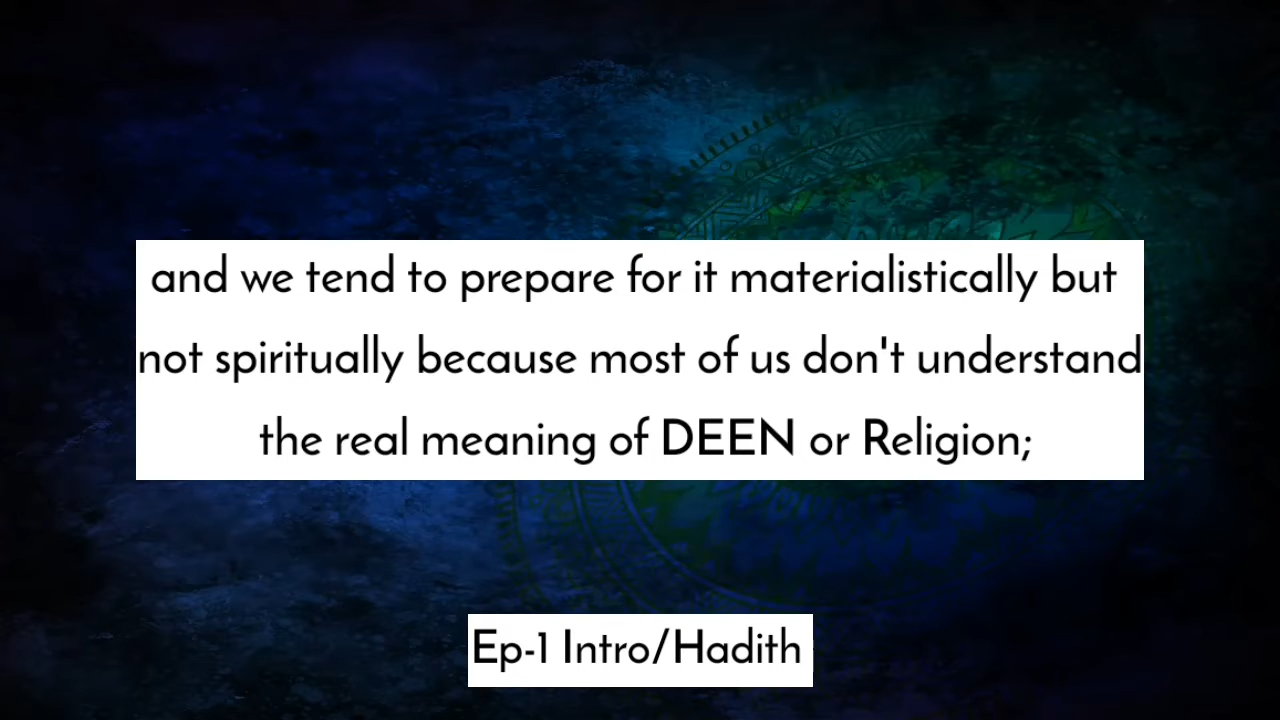 and we tend to prepare for it materialistically but
not spiritually because most of us don't understand
the real meaning of DEEN or Religion;
Ep-1 Intro/Hadith